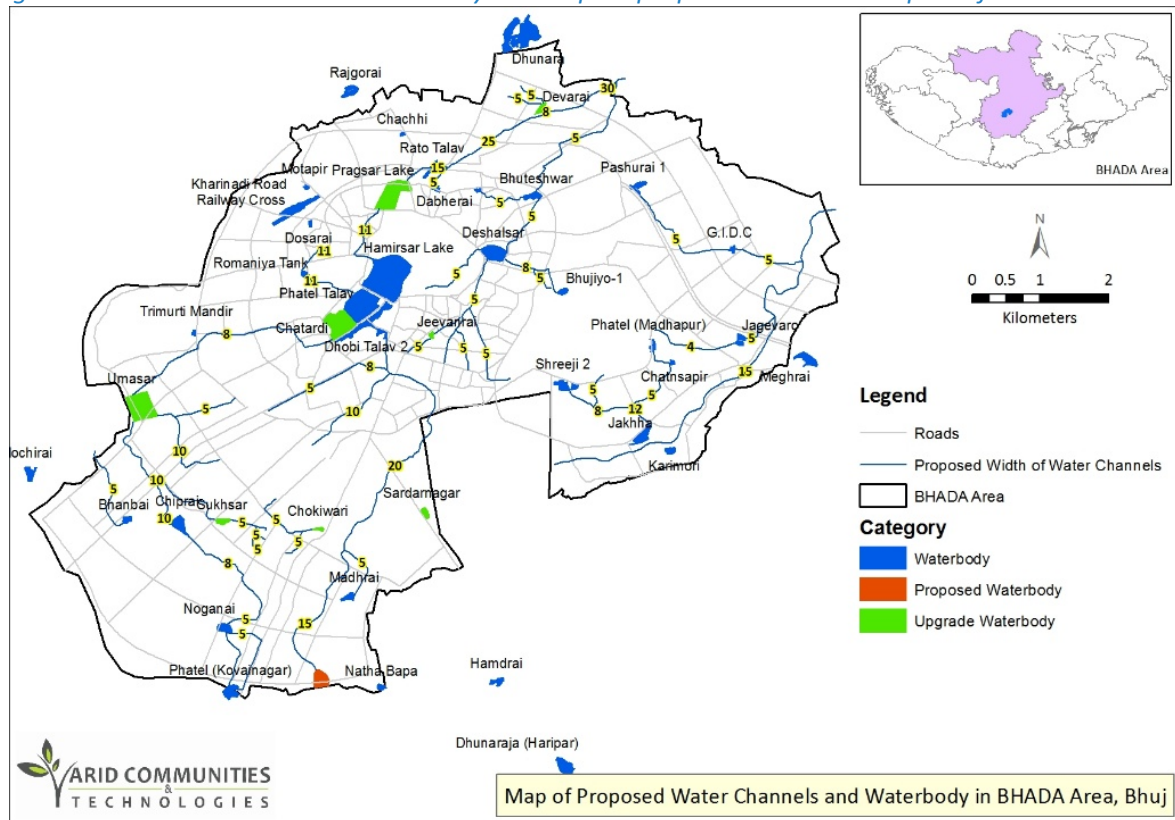 Dhunara
Rajgorai
30
5
5
Devarai
8
Chachhi
25
5
Rato Talav
15
Motapir
Pragsar Lake
5
Bhuteshwar
Pashurai 1
Kharinadi Road
Railway Cross
Dabherai
5
5
11
Deshalsar
G.I.D.C
Dosarai
11
Hamirsar Lake
5
5
Romaniya Tank
8
5
5
11
Bhujiyo-1
Phatel Talav
5
Trimurti Mandir
Jeevanrai
Phatel (Madhapur)
Jagevaro
8
Chatardi
5
Dhobi Talav 2
5
5
5
4
8
Shreeji 2
15
Meghrai
Umasar
5
5
Chatnsapir
5
5
10
8
12
Jakhha
10
Karimori
20
ochirai
10
5
Sardarnagar
Bhanbai
Chiprai
Sukhsar
Chokiwari
10
5
5
5
5
5
8
5
Madhrai
Noganai
5
15
5
Phatel (Kovainagar)
Natha Bapa
Hamdrai
Dhunaraja (Haripar)
BHADA Area
N
0 0.5 1 2
Kilometers
Legend
Roads
Proposed Width of Water Channels
BHADA Area
Category
Waterbody
Proposed Waterbody
Upgrade Waterbody
ARID COMMUNITIES
&
TECHNOLOGIES
Map of Proposed Water Channels and Waterbody in BHADA Area, Bhuj